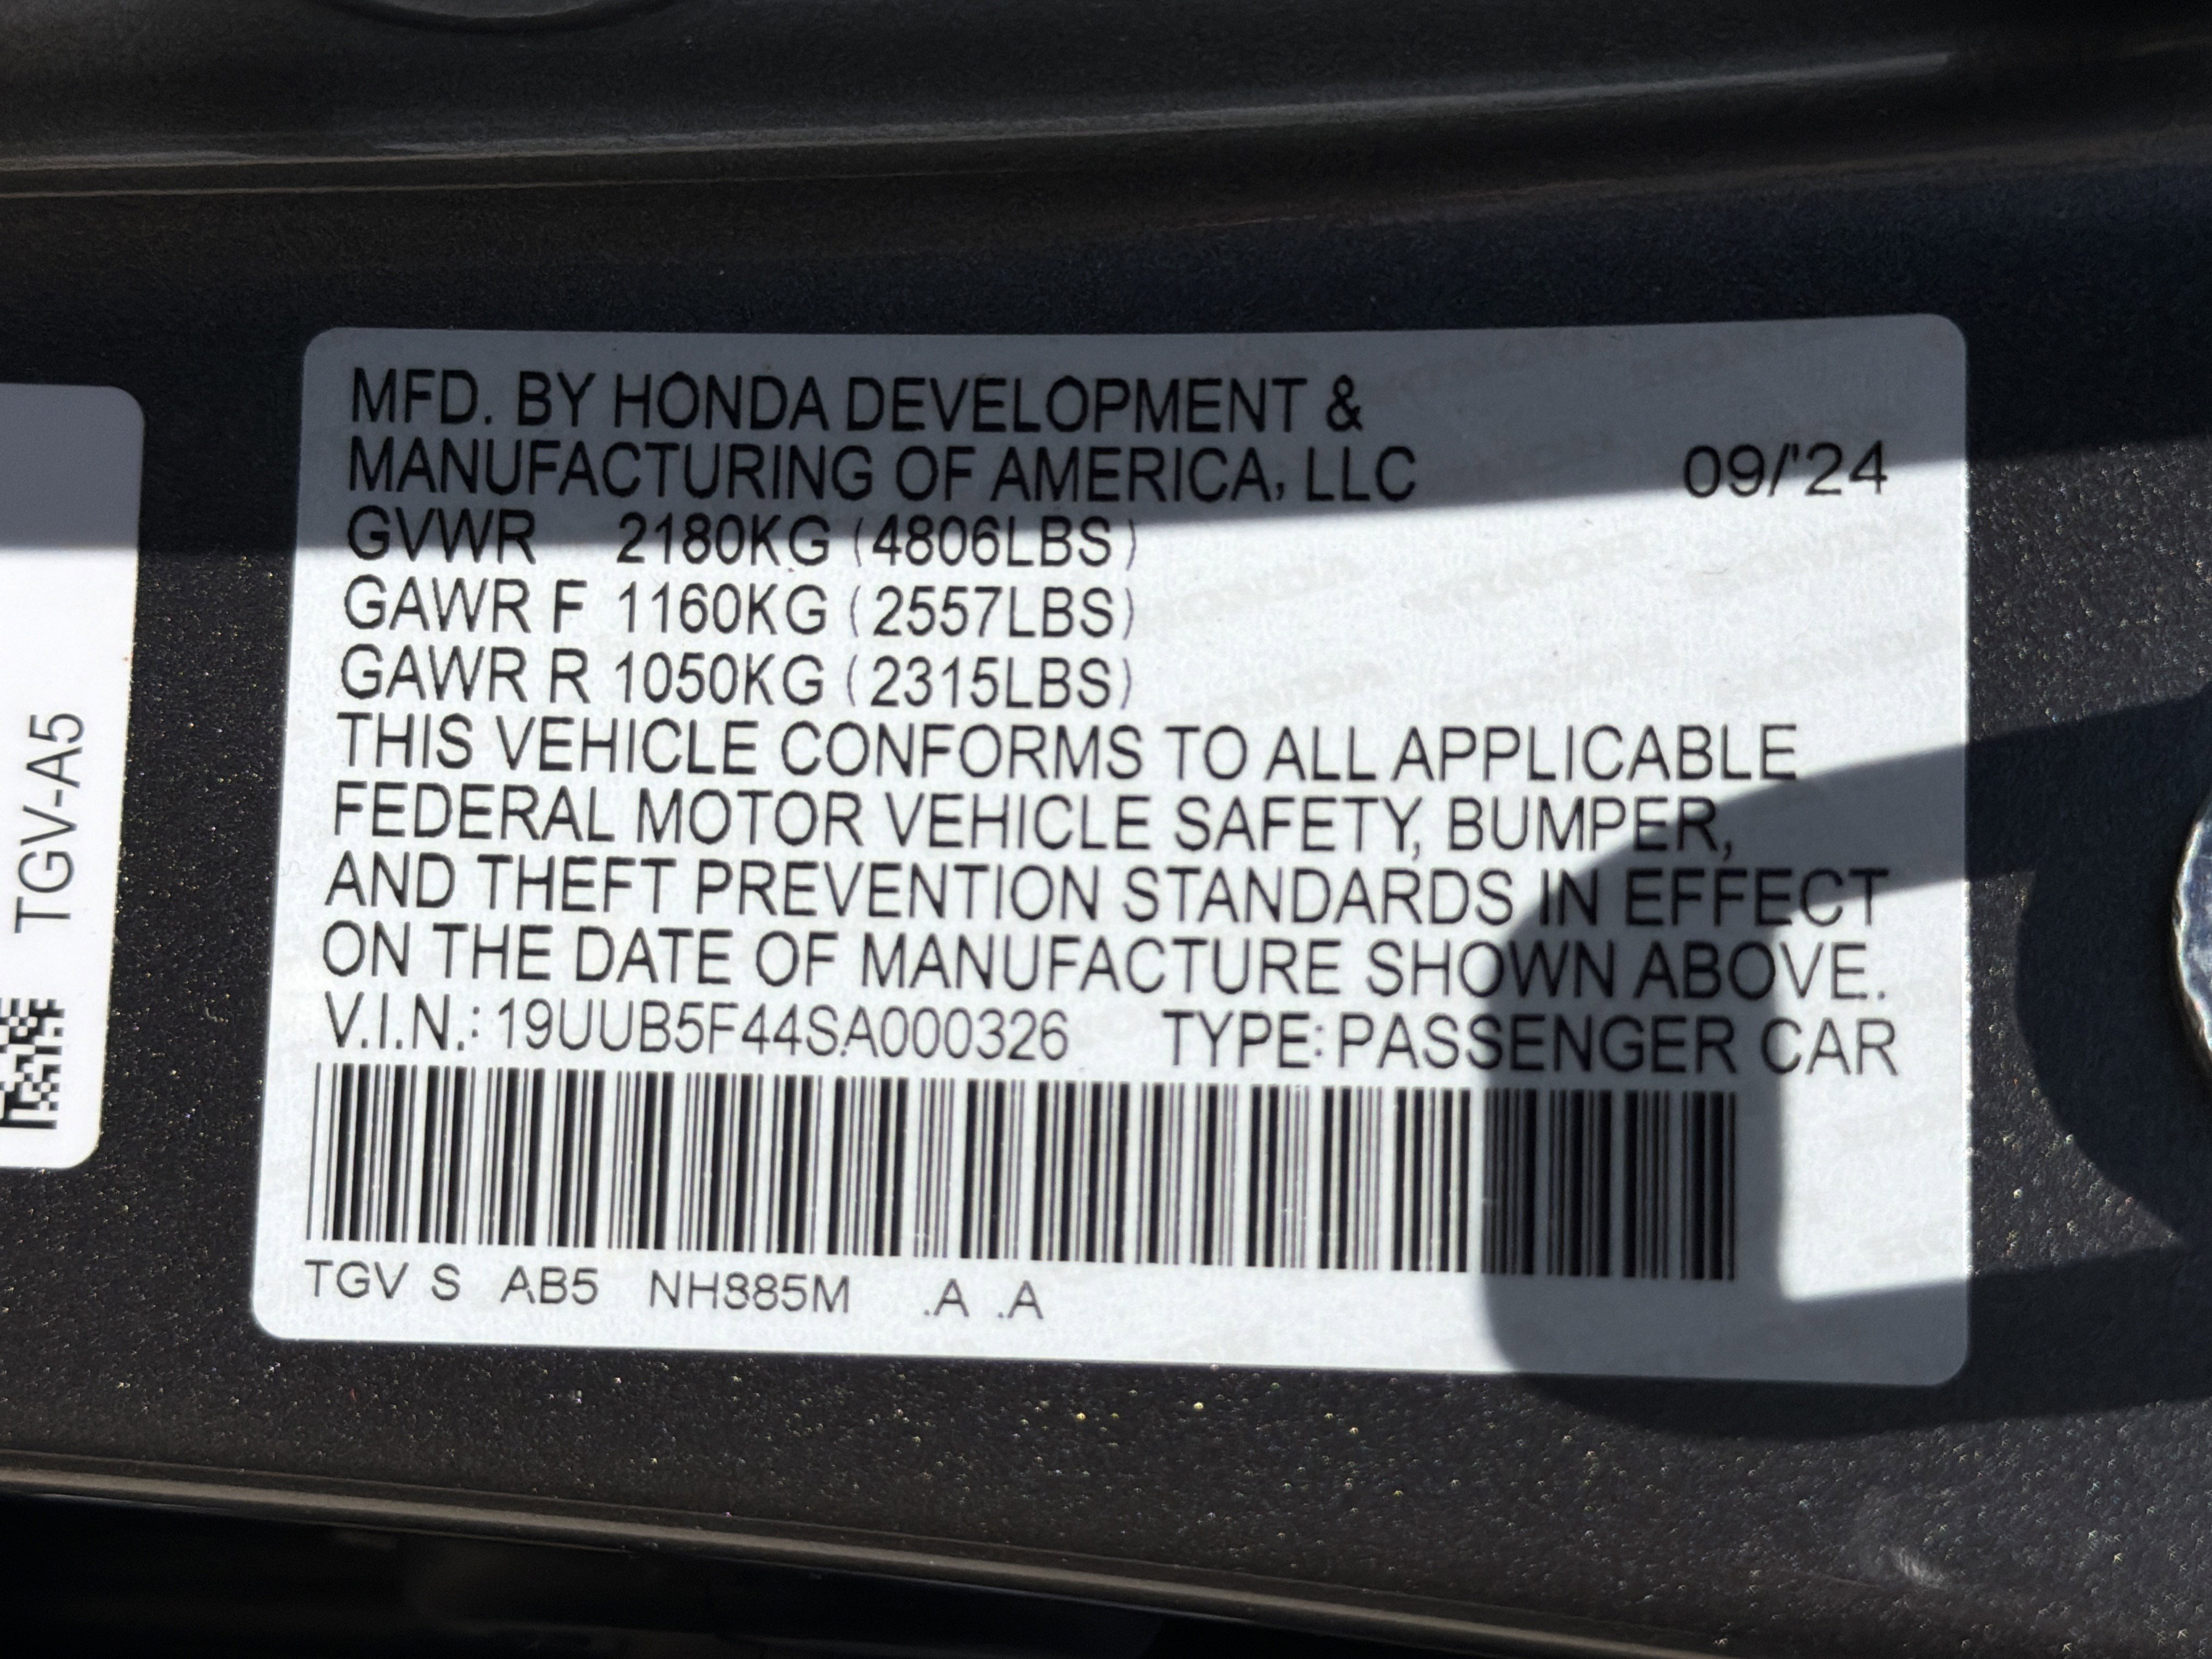 MFD. BY HONDA DEVELOPMENT &
MANUFACTURING OF AMERICA, LLC 09/'24
GVWR 2180KG (4806LBS)
GAWR F 1160KG (2557LBS)
GAWR R 1050KG (2315LBS)
THIS VEHICLE CONFORMS TO ALL APPLICABLE
FEDERAL MOTOR VEHICLE SAFETY, BUMPER,
AND THEFT PREVENTION STANDARDS IN EFFECT
ON THE DATE OF MANUFACTURE SHOWN ABOVE.
V.I.N.: 19UUB5F44SA000326 TYPE: PASSENGER CAR
TGV S AB5 NH885M .A .A
TGV-A5